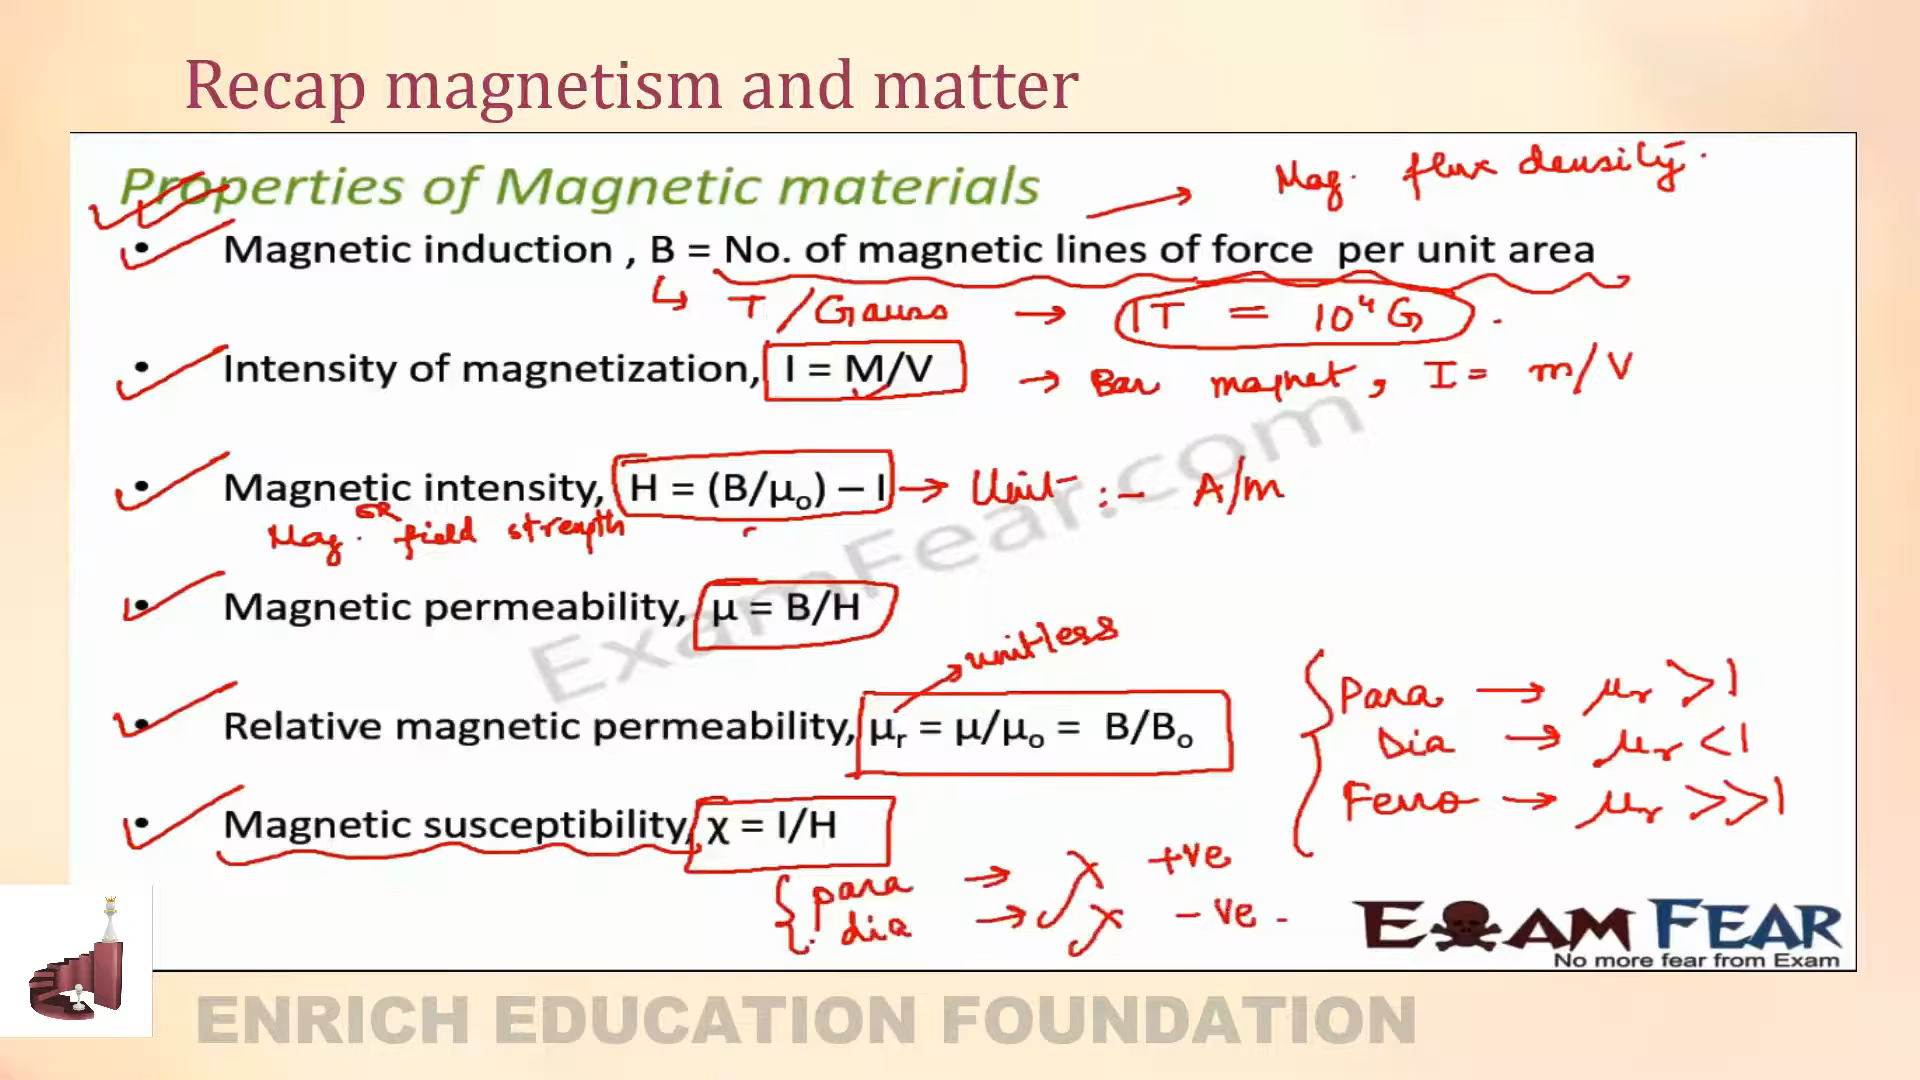 Recap magnetism and matter
Properties of Magnetic materials
Mag. flux density.
• Magnetic induction , B = No. of magnetic lines of force per unit area
↳ T/Gauss → 1T = 10⁴ G.
• Intensity of magnetization, I = M/V → Bar magnet, I = m/V
• Magnetic intensity, H = (B/μo) – I → Unit :- A/m
OR
Mag. field strength
• Magnetic permeability, μ = B/H
unitless
• Relative magnetic permeability, μr = μ/μo = B/Bo
Para → μr >1
Dia → μr <1
Ferro → μr >>1
• Magnetic susceptibility, χ = I/H
para → χ +ve
dia → χ -ve.
ExamFear.com
EXAM FEAR
No more fear from Exam
ENRICH EDUCATION FOUNDATION